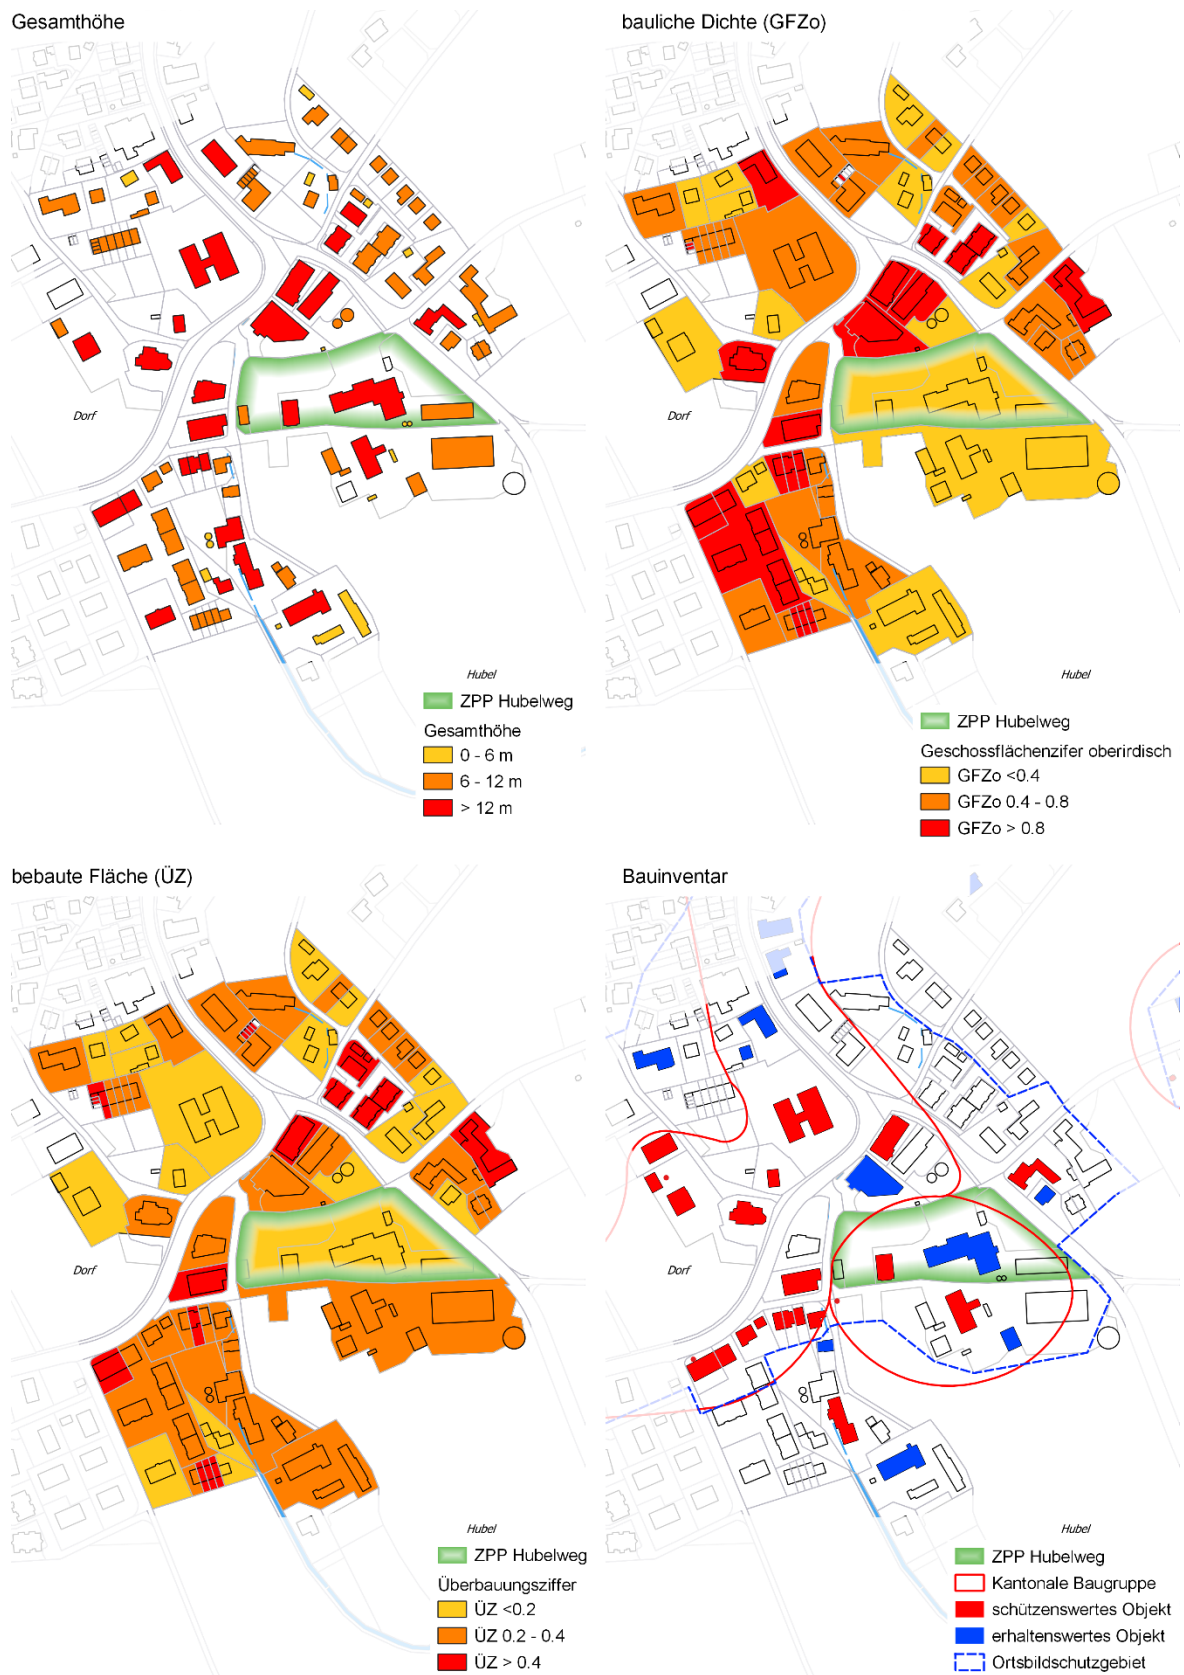 Gesamthöhe
Dorf
Hubel
ZPP Hubelweg
Gesamthöhe
0 - 6 m
6 - 12 m
> 12 m
bauliche Dichte (GFZo)
Dorf
Hubel
ZPP Hubelweg
Geschossflächenzifer oberirdisch
GFZo <0.4
GFZo 0.4 - 0.8
GFZo > 0.8
bebaute Fläche (ÜZ)
Dorf
Hubel
ZPP Hubelweg
Überbauungsziffer
ÜZ <0.2
ÜZ 0.2 - 0.4
ÜZ > 0.4
Bauinventar
Dorf
Hubel
ZPP Hubelweg
Kantonale Baugruppe
schützenswertes Objekt
erhaltenswertes Objekt
Ortsbildschutzgebiet